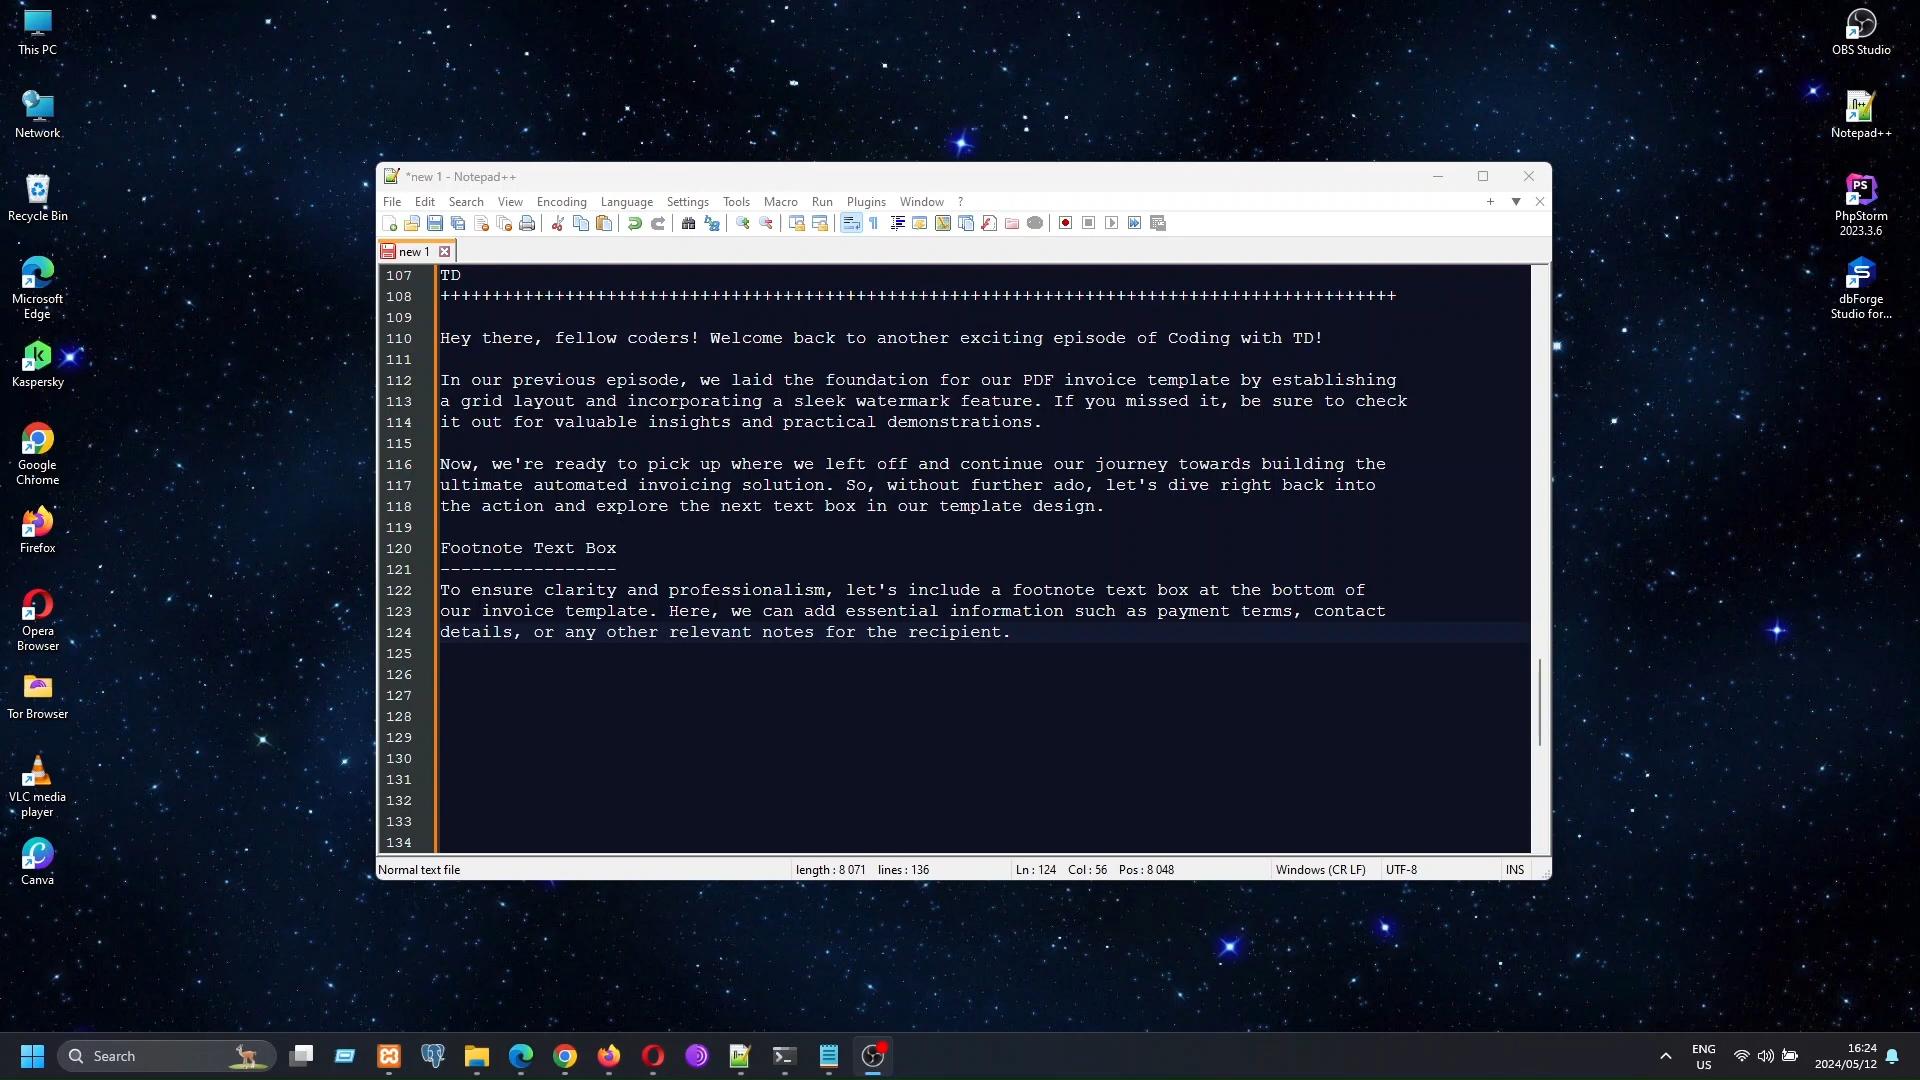 This PC
Network
Recycle Bin
Microsoft
Edge
Kaspersky
Google
Chrome
Firefox
Opera
Browser
Tor Browser
VLC media
player
Canva
OBS Studio
Notepad++
PhpStorm
2023.3.6
dbForge
Studio for...
*new 1 - Notepad++
File Edit Search View Encoding Language Settings Tools Macro Run Plugins Window ?
new 1
107 TD
108 ++++++++++++++++++++++++++++++++++++++++++++++++++++++++++++++++++++++++++++++++++++++++++++
109
110 Hey there, fellow coders! Welcome back to another exciting episode of Coding with TD!
111
112 In our previous episode, we laid the foundation for our PDF invoice template by establishing
113 a grid layout and incorporating a sleek watermark feature. If you missed it, be sure to check
114 it out for valuable insights and practical demonstrations.
115
116 Now, we're ready to pick up where we left off and continue our journey towards building the
117 ultimate automated invoicing solution. So, without further ado, let's dive right back into
118 the action and explore the next text box in our template design.
119
120 Footnote Text Box
121 -----------------
122 To ensure clarity and professionalism, let's include a footnote text box at the bottom of
123 our invoice template. Here, we can add essential information such as payment terms, contact
124 details, or any other relevant notes for the recipient.
125
126
127
128
129
130
131
132
133
134
Normal text file length : 8 071 lines : 136 Ln : 124 Col : 56 Pos : 8 048 Windows (CR LF) UTF-8 INS
Search
ENG
US
16:24
2024/05/12